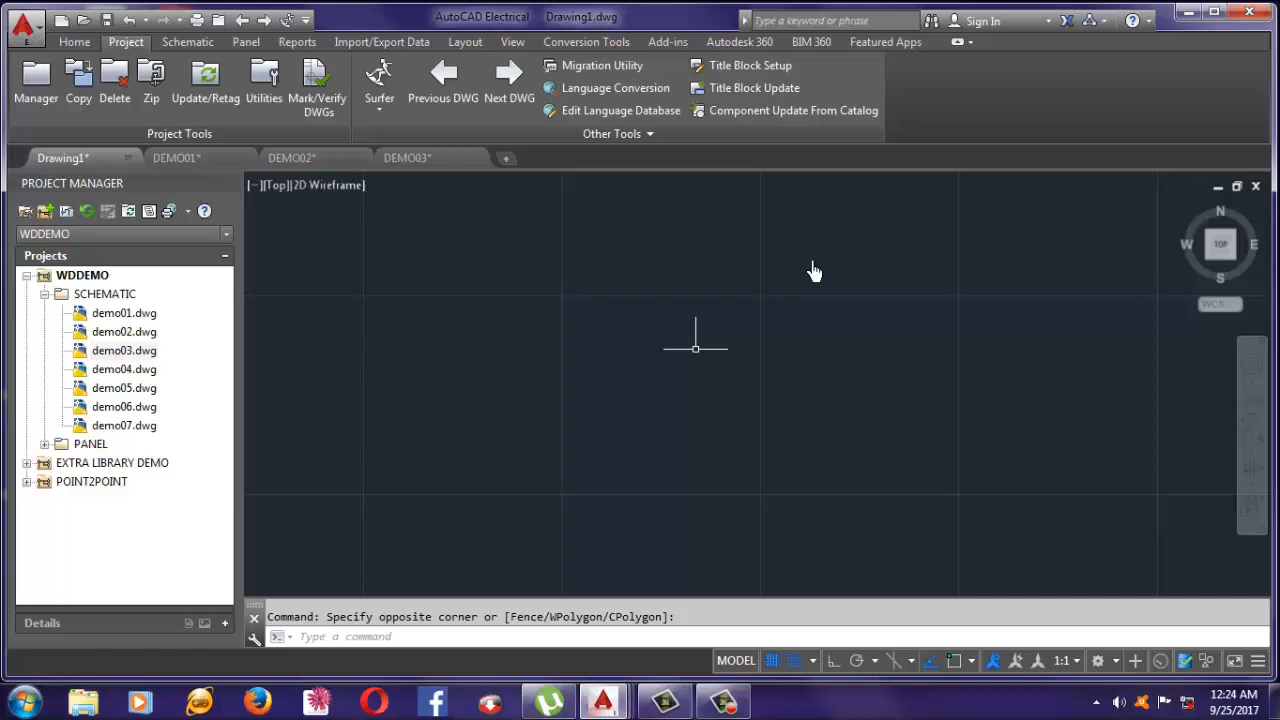 AutoCAD Electrical Drawing1.dwg
Type a keyword or phrase
Sign In
Home Project Schematic Panel Reports Import/Export Data Layout View Conversion Tools Add-ins Autodesk 360 BIM 360 Featured Apps
Manager Copy Delete Zip Update/Retag Utilities Mark/Verify DWGs
Surfer Previous DWG Next DWG
Migration Utility
Language Conversion
Edit Language Database
Title Block Setup
Title Block Update
Component Update From Catalog
Project Tools
Other Tools
Drawing1* DEMO01* DEMO02* DEMO03*
PROJECT MANAGER
WDDEMO
Projects
WDDEMO
SCHEMATIC
demo01.dwg
demo02.dwg
demo03.dwg
demo04.dwg
demo05.dwg
demo06.dwg
demo07.dwg
PANEL
EXTRA LIBRARY DEMO
POINT2POINT
Details
[−][Top][2D Wireframe]
N
W TOP E
S
WCS
Command: Specify opposite corner or [Fence/WPolygon/CPolygon]:
Type a command
MODEL 1:1
12:24 AM
9/25/2017